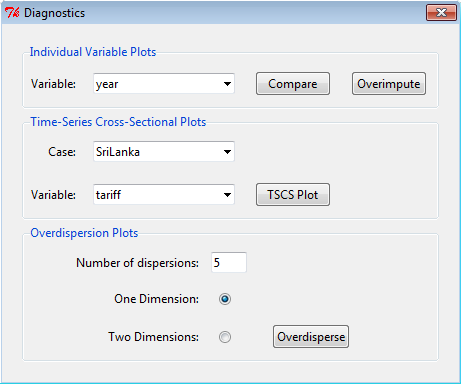 Diagnostics
Individual Variable Plots
Variable: year Compare Overimpute
Time-Series Cross-Sectional Plots
Case: SriLanka
Variable: tariff TSCS Plot
Overdispersion Plots
Number of dispersions: 5
One Dimension:
Two Dimensions: Overdisperse